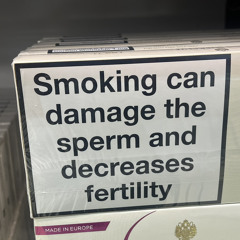 Smoking can
damage the
sperm and
decreases
fertility
MADE IN EUROPE